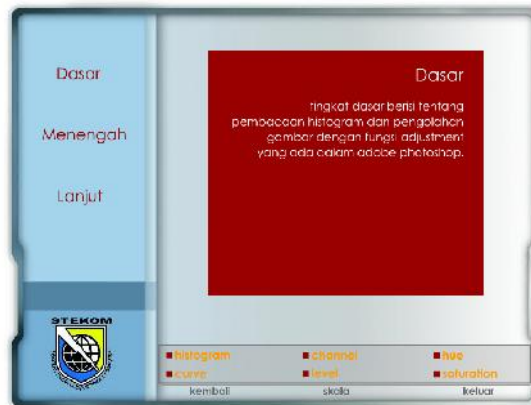 Dasar
Menengah
Lanjut
STEKOM
Dasar
tingkat dasar berisi tentang
pembacaan histogram dan pengolahan
gambar dengan fungsi adjustment
yang ada dalam adobe photoshop.
histogram channel hue
curve level saturation
kembali skala keluar